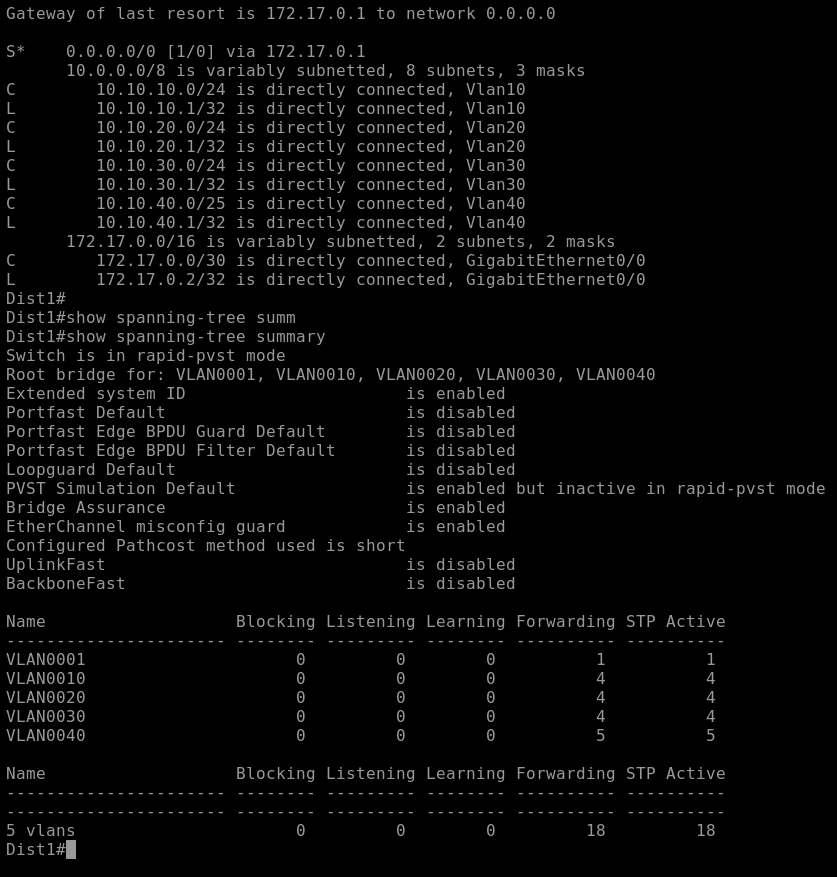 Gateway of last resort is 172.17.0.1 to network 0.0.0.0

S*    0.0.0.0/0 [1/0] via 172.17.0.1
      10.0.0.0/8 is variably subnetted, 8 subnets, 3 masks
C        10.10.10.0/24 is directly connected, Vlan10
L        10.10.10.1/32 is directly connected, Vlan10
C        10.10.20.0/24 is directly connected, Vlan20
L        10.10.20.1/32 is directly connected, Vlan20
C        10.10.30.0/24 is directly connected, Vlan30
L        10.10.30.1/32 is directly connected, Vlan30
C        10.10.40.0/25 is directly connected, Vlan40
L        10.10.40.1/32 is directly connected, Vlan40
      172.17.0.0/16 is variably subnetted, 2 subnets, 2 masks
C        172.17.0.0/30 is directly connected, GigabitEthernet0/0
L        172.17.0.2/32 is directly connected, GigabitEthernet0/0
Dist1#
Dist1#show spanning-tree summ
Dist1#show spanning-tree summary
Switch is in rapid-pvst mode
Root bridge for: VLAN0001, VLAN0010, VLAN0020, VLAN0030, VLAN0040
Extended system ID                      is enabled
Portfast Default                        is disabled
Portfast Edge BPDU Guard Default        is disabled
Portfast Edge BPDU Filter Default       is disabled
Loopguard Default                       is disabled
PVST Simulation Default                 is enabled but inactive in rapid-pvst mode
Bridge Assurance                        is enabled
EtherChannel misconfig guard            is enabled
Configured Pathcost method used is short
UplinkFast                              is disabled
BackboneFast                            is disabled

Name                   Blocking Listening Learning Forwarding STP Active
---------------------- -------- --------- -------- ---------- ----------
VLAN0001                     0         0        0          1          1
VLAN0010                     0         0        0          4          4
VLAN0020                     0         0        0          4          4
VLAN0030                     0         0        0          4          4
VLAN0040                     0         0        0          5          5

Name                   Blocking Listening Learning Forwarding STP Active
---------------------- -------- --------- -------- ---------- ----------
---------------------- -------- --------- -------- ---------- ----------
5 vlans                      0         0        0         18         18
Dist1#